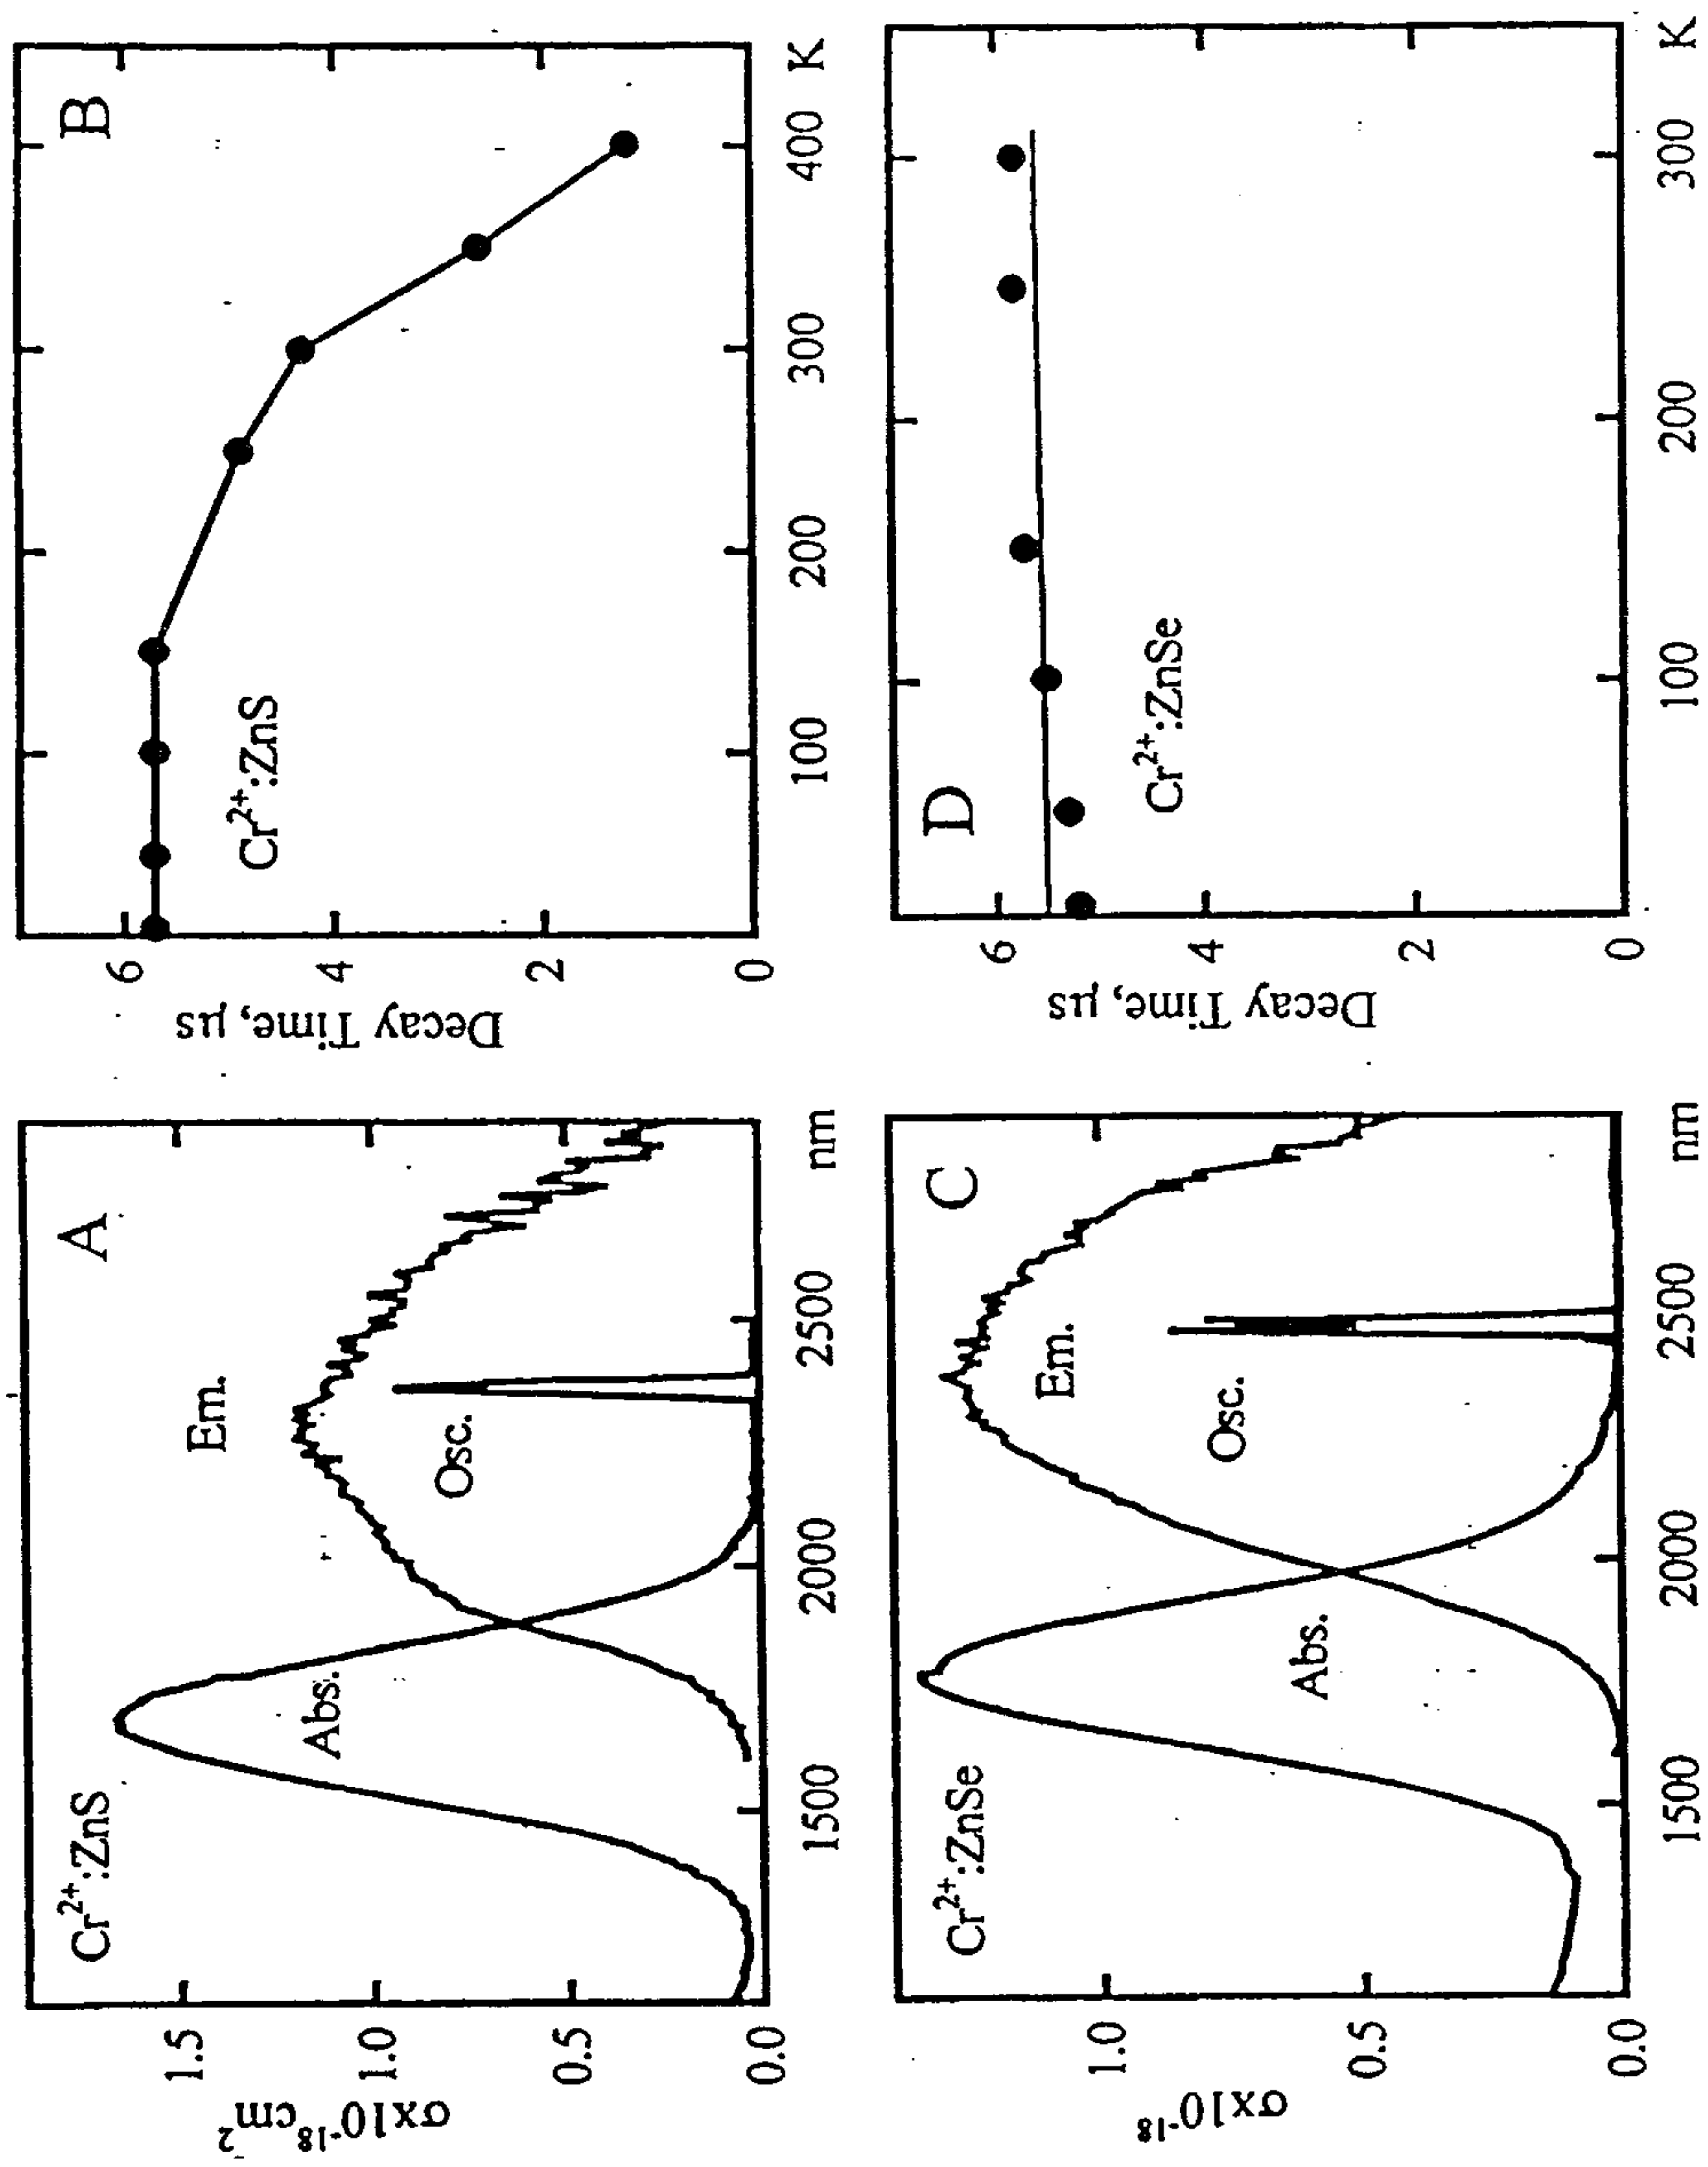 Cr²⁺:ZnS
A
Em.
Osc.
Abs.
σx10⁻¹⁸cm²
1.5
1.0
0.5
0.0
1500
2000
2500
nm
B
Cr²⁺:ZnS
Decay Time, μs
6
4
2
0
100
200
300
400
K
Cr²⁺:ZnSe
C
Em.
Osc.
Abs.
σx10⁻¹⁸
1.0
0.5
0.0
1500
2000
2500
nm
D
Cr²⁺:ZnSe
Decay Time, μs
6
4
2
0
100
200
300
K